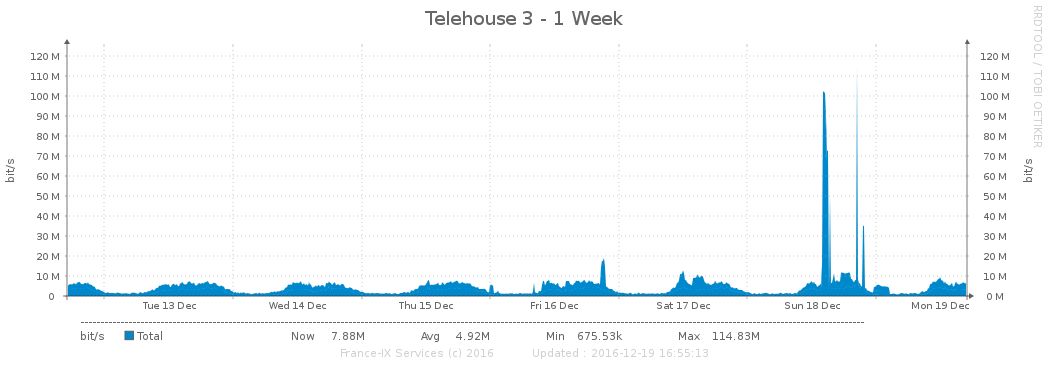 Telehouse 3 - 1 Week
RRDTOOL / TOBI OETIKER
bit/s
120 M 120 M
110 M 110 M
100 M 100 M
90 M 90 M
80 M 80 M
70 M 70 M
60 M 60 M
50 M 50 M
40 M 40 M
30 M 30 M
20 M 20 M
10 M 10 M
0 0 M
bit/s
Tue 13 Dec Wed 14 Dec Thu 15 Dec Fri 16 Dec Sat 17 Dec Sun 18 Dec Mon 19 Dec
bit/s Total Now 7.88M Avg 4.92M Min 675.53k Max 114.83M
France-IX Services (c) 2016 Updated : 2016-12-19 16:55:13